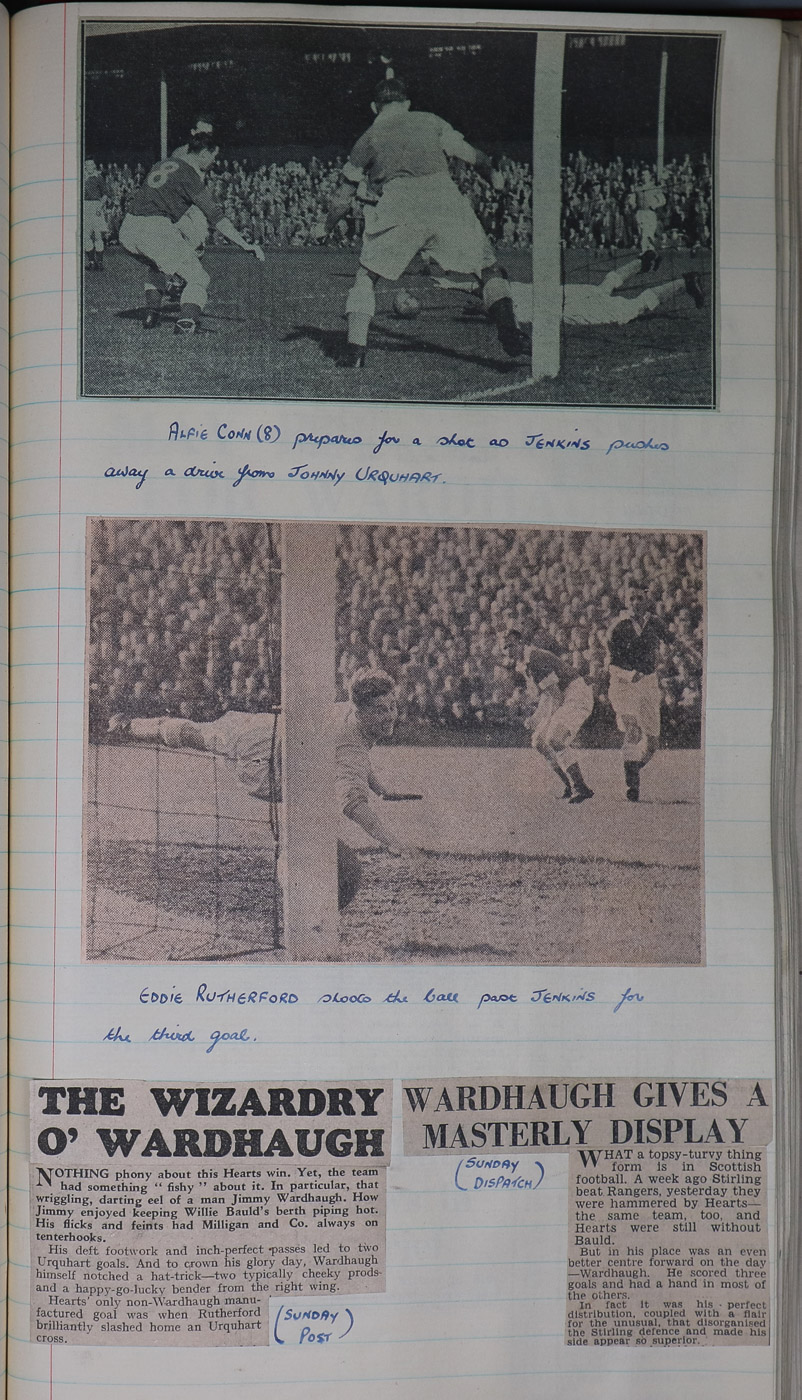 8
ALFIE CONN (8) prepares for a shot as JENKINS pushes
away a drive from JOHNNY URQUHART.
EDDIE RUTHERFORD shoots the ball past JENKINS for
the third goal.
THE WIZARDRY
O' WARDHAUGH
NOTHING phony about this Hearts win. Yet, the team
had something "fishy" about it. In particular, that
wriggling, darting eel of a man Jimmy Wardhaugh. How
Jimmy enjoyed keeping Willie Bauld's berth piping hot.
His flicks and feints had Milligan and Co. always on
tenterhooks.
His deft footwork and inch-perfect passes led to two
Urquhart goals. And to crown his glory day, Wardhaugh
himself notched a hat-trick—two typically cheeky prods
and a happy-go-lucky bender from the right wing.
Hearts' only non-Wardhaugh manu-
factured goal was when Rutherford
brilliantly slashed home an Urquhart
cross.
(SUNDAY
POST)
WARDHAUGH GIVES A
MASTERLY DISPLAY
(SUNDAY
DISPATCH)
WHAT a topsy-turvy thing
form is in Scottish
football. A week ago Stirling
beat Rangers, yesterday they
were hammered by Hearts—
the same team, too, and
Hearts were still without
Bauld.
But in his place was an even
better centre forward on the day
—Wardhaugh. He scored three
goals and had a hand in most of
the others.
In fact it was his perfect
distribution, coupled with a flair
for the unusual, that disorganised
the Stirling defence and made his
side appear so superior.